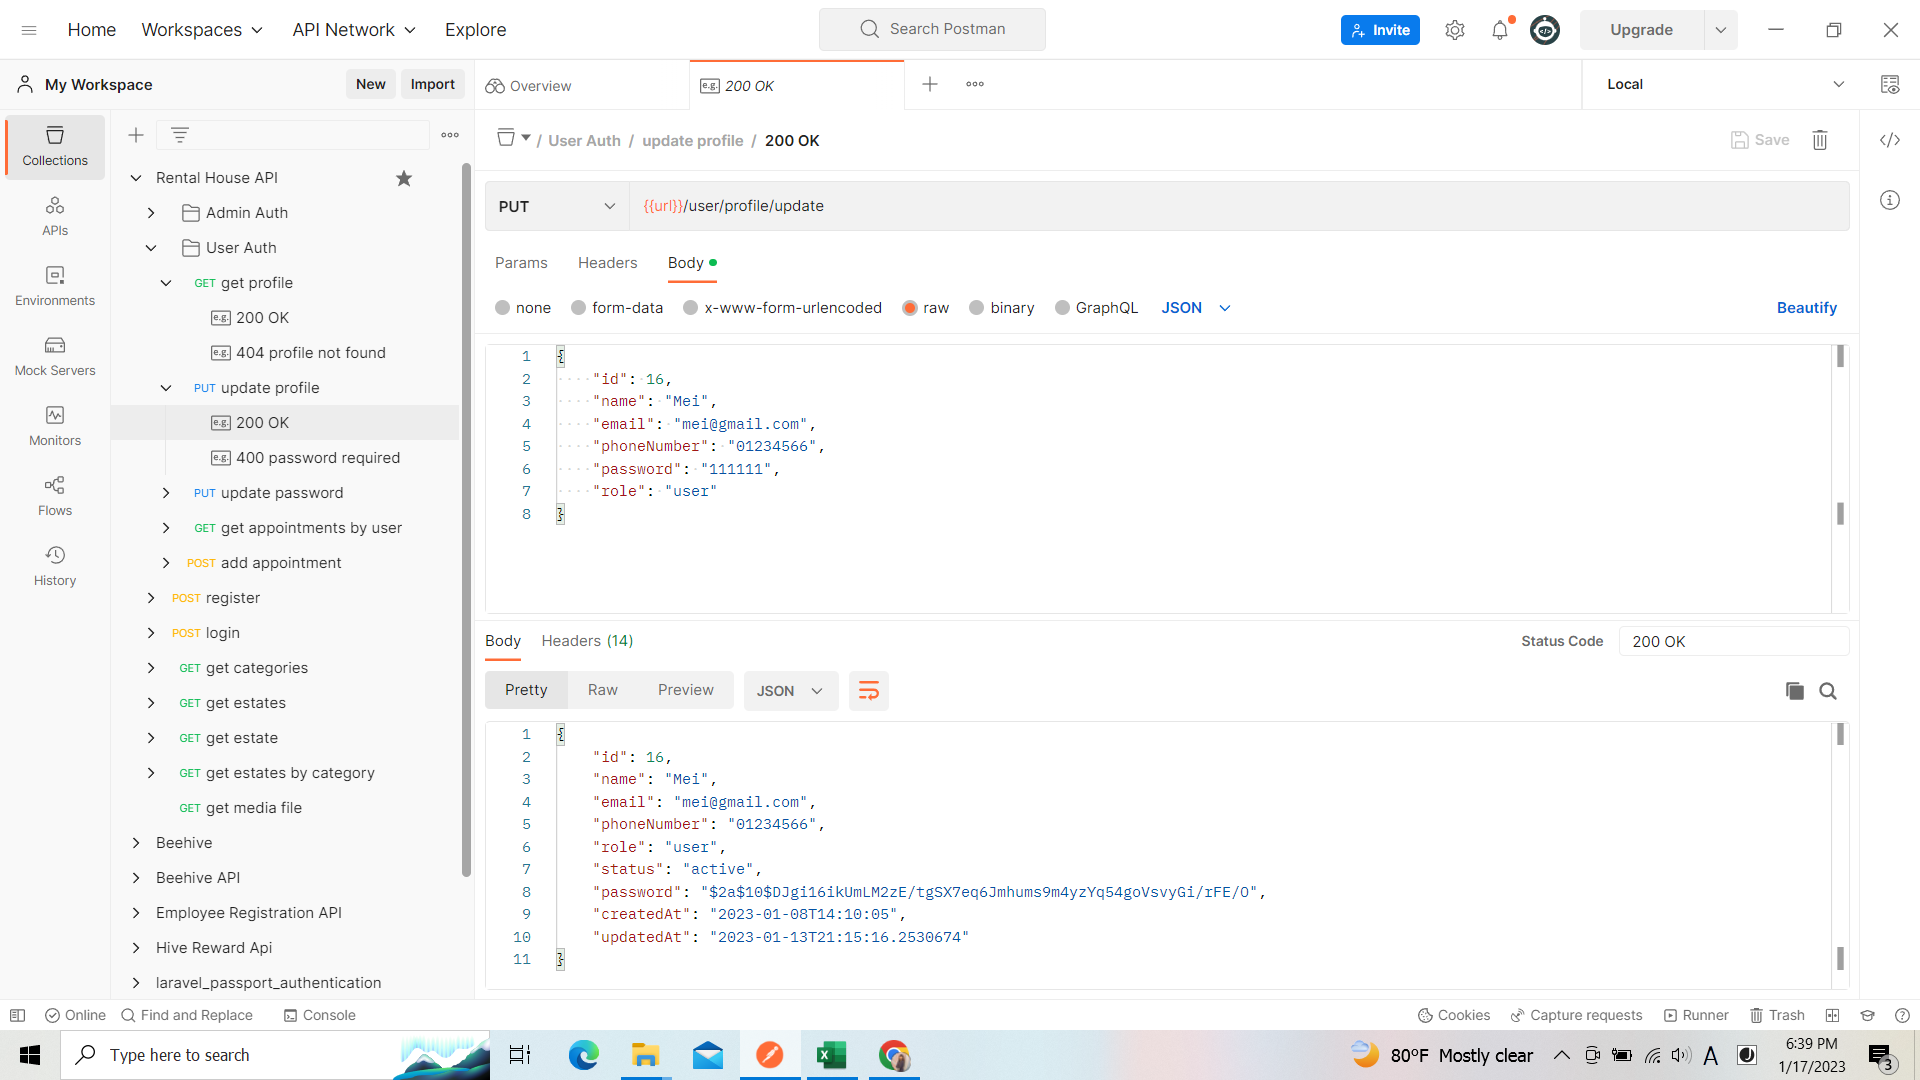 Home
Workspaces
API Network
Explore
Search Postman
Invite
Upgrade
My Workspace
New
Import
Overview
e.g. 200 OK
Local
Collections
APIs
Environments
Mock Servers
Monitors
Flows
History
Rental House API
Admin Auth
User Auth
GET get profile
e.g. 200 OK
e.g. 404 profile not found
PUT update profile
e.g. 200 OK
e.g. 400 password required
PUT update password
GET get appointments by user
POST add appointment
POST register
POST login
GET get categories
GET get estates
GET get estate
GET get estates by category
GET get media file
Beehive
Beehive API
Employee Registration API
Hive Reward Api
laravel_passport_authentication
/ User Auth / update profile / 200 OK
Save
PUT
{{url}}/user/profile/update
Params
Headers
Body
none
form-data
x-www-form-urlencoded
raw
binary
GraphQL
JSON
Beautify
1 {
2 "id": 16,
3 "name": "Mei",
4 "email": "mei@gmail.com",
5 "phoneNumber": "01234566",
6 "password": "111111",
7 "role": "user"
8 }
Body
Headers (14)
Status Code
200 OK
Pretty
Raw
Preview
JSON
1 {
2 "id": 16,
3 "name": "Mei",
4 "email": "mei@gmail.com",
5 "phoneNumber": "01234566",
6 "role": "user",
7 "status": "active",
8 "password": "$2a$10$DJgi16ikUmLM2zE/tgSX7eq6Jmhums9m4yzYq54goVsvyGi/rFE/O",
9 "createdAt": "2023-01-08T14:10:05",
10 "updatedAt": "2023-01-13T21:15:16.2530674"
11 }
Online
Find and Replace
Console
Cookies
Capture requests
Runner
Trash
Type here to search
80°F Mostly clear
A
6:39 PM
1/17/2023
3